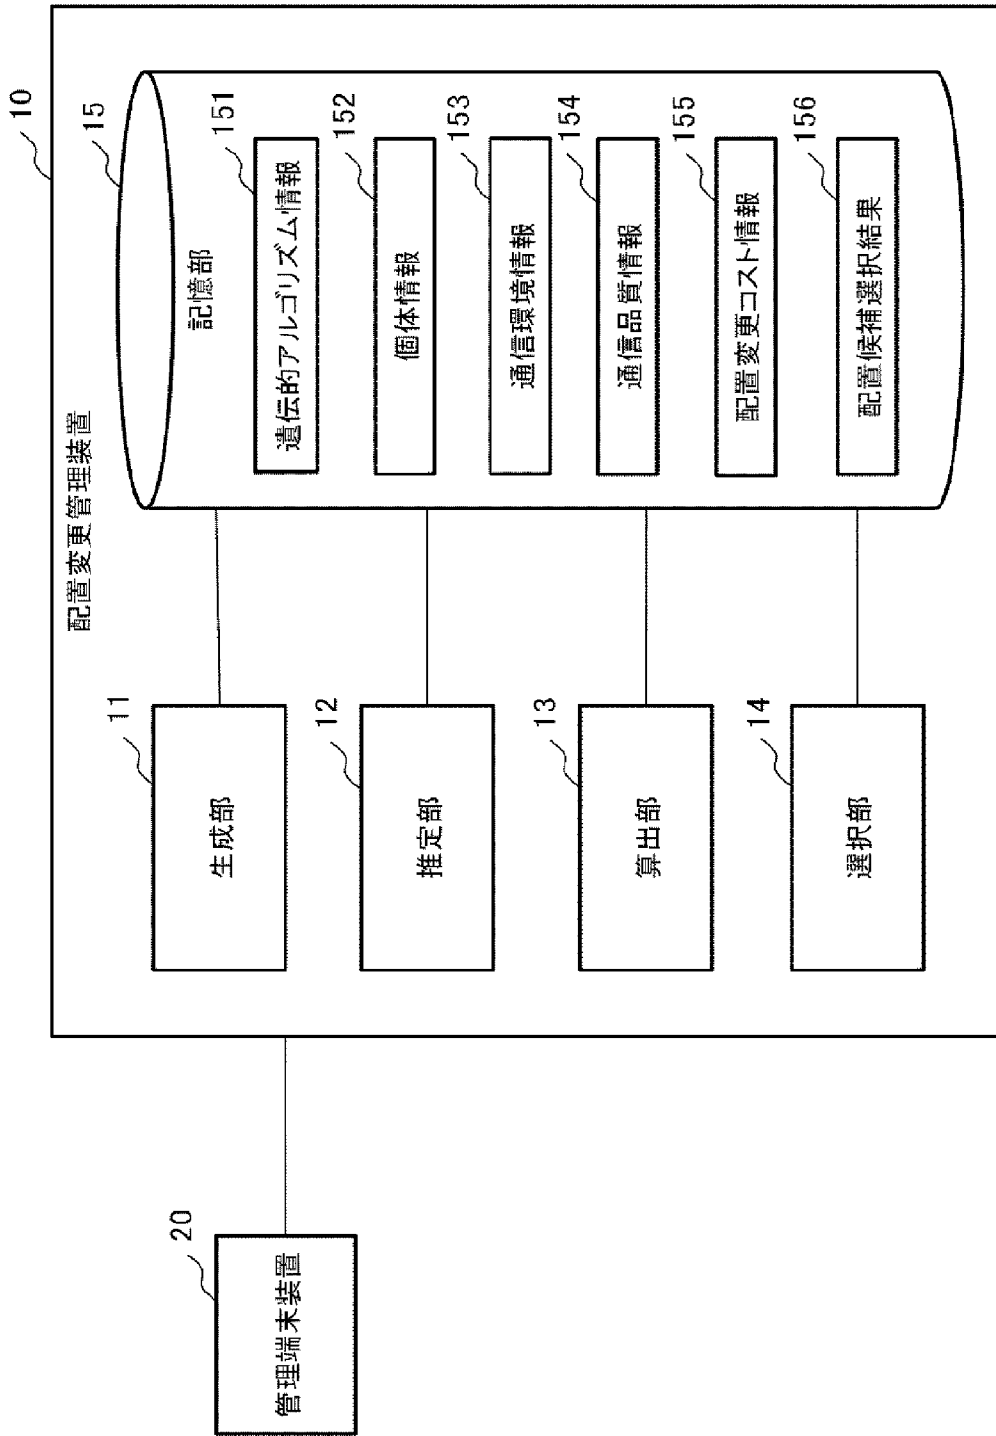 10
配置変更管理装置
15
記憶部
151
遺伝的アルゴリズム情報
152
個体情報
153
通信環境情報
154
通信品質情報
155
配置変更コスト情報
156
配置候補選択結果
11
生成部
12
推定部
13
算出部
14
選択部
20
管理端末装置